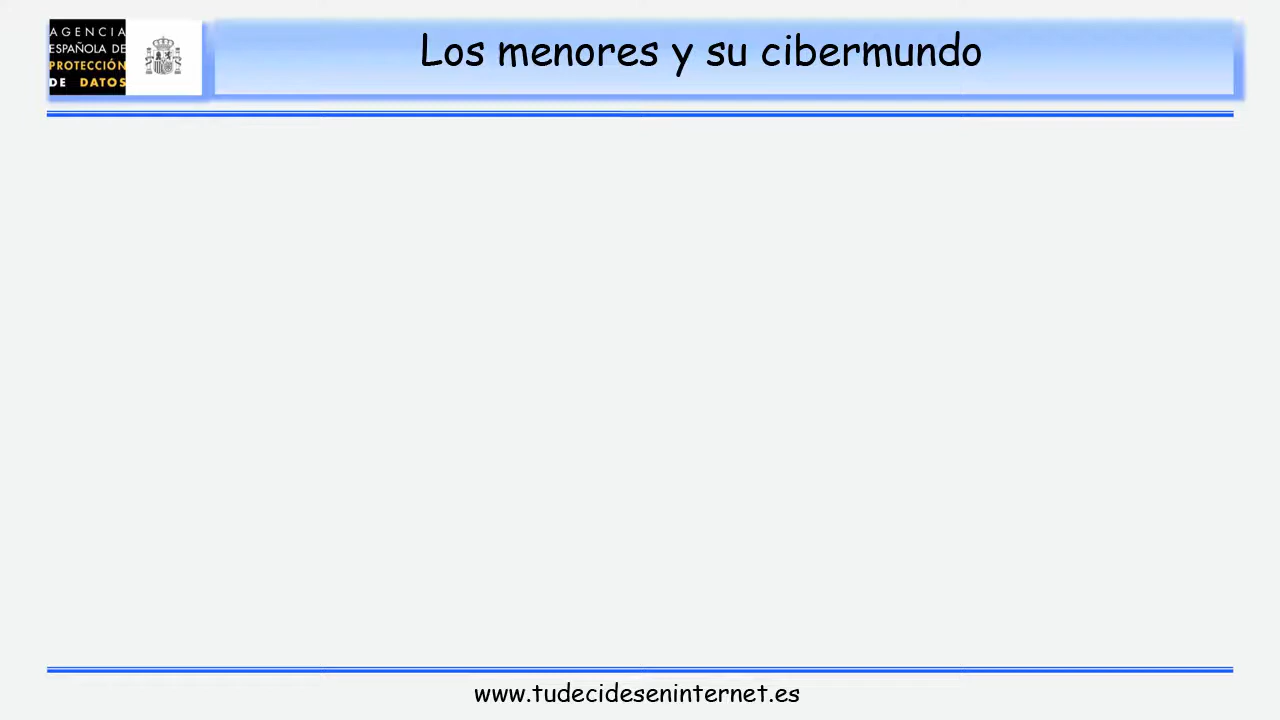 AGENCIA
ESPAÑOLA DE
PROTECCIÓN
DE DATOS
Los menores y su cibermundo
www.tudecideseninternet.es